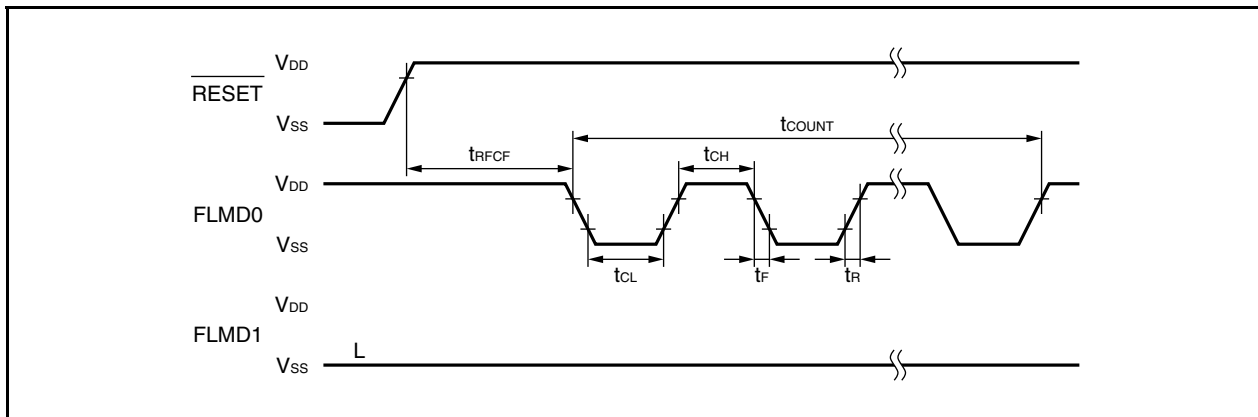 VDD
RESET
VSS
tCOUNT
tRFCF
tCH
VDD
FLMD0
VSS
tCL
tF
tR
VDD
FLMD1
L
VSS